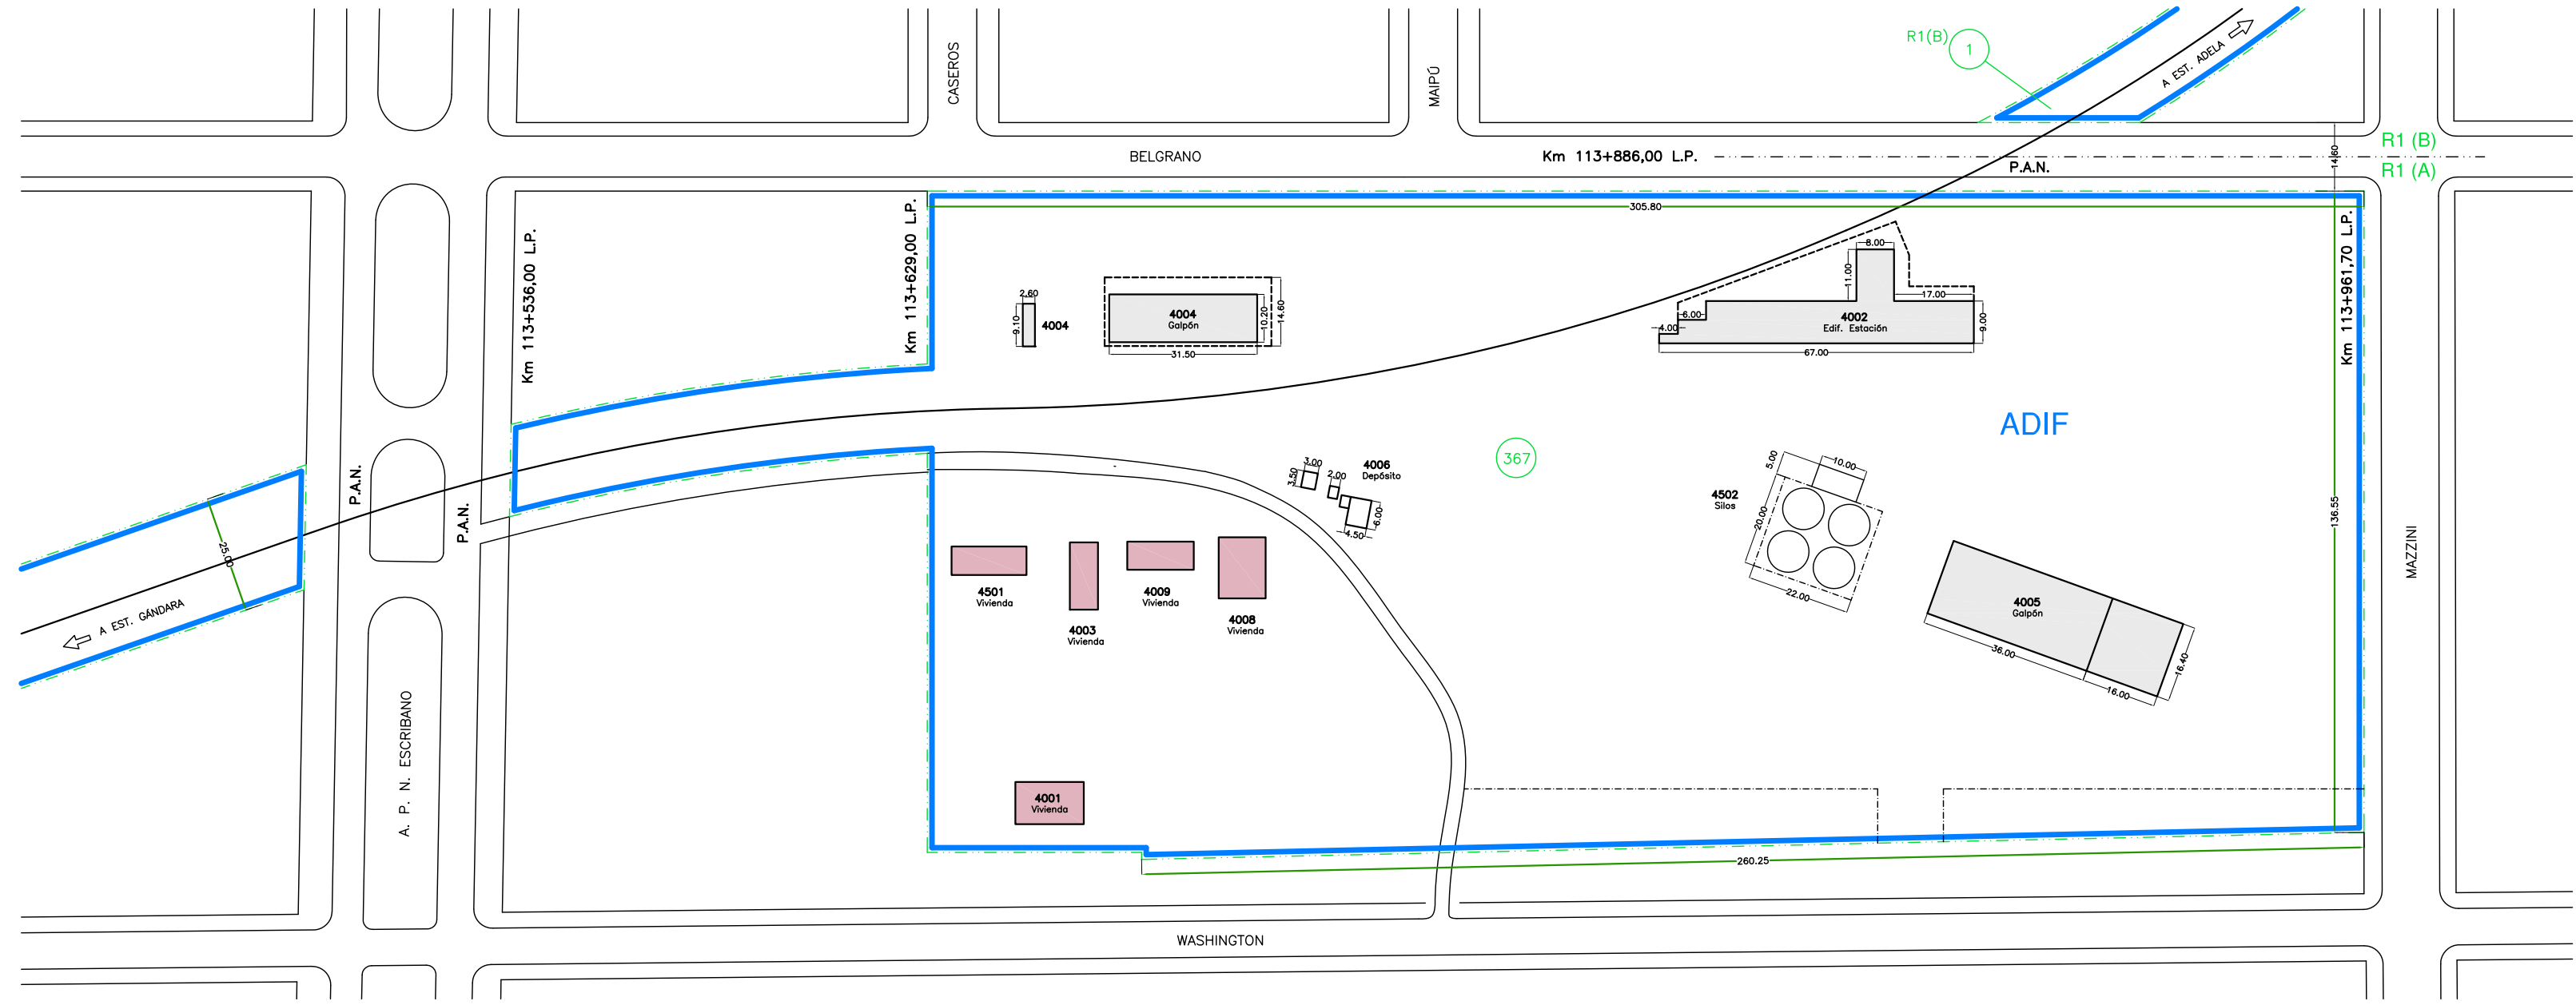 CASEROS
MAIPÚ
R1(B)
1
A EST. ADELA
BELGRANO
Km 113+886,00 L.P.
P.A.N.
14.60
R1 (B)
R1 (A)
305.80
Km 113+536,00 L.P.
Km 113+629,00 L.P.
Km 113+961,70 L.P.
2.60
9.10
4004
4004
Galpón
10.20
14.60
31.50
8.00
11.00
17.00
6.00
4.00
4002
Edif. Estación
9.00
67.00
ADIF
367
P.A.N.
P.A.N.
25.00
A EST. GÁNDARA
3.00
3.50
2.00
4006
Depósito
6.00
4.50
5.00
10.00
4502
Silos
20.00
22.00
136.55
MAZZINI
4501
Vivienda
4003
Vivienda
4009
Vivienda
4008
Vivienda
4005
Galpón
36.00
16.00
16.40
A. P. N. ESCRIBANO
4001
Vivienda
260.25
WASHINGTON